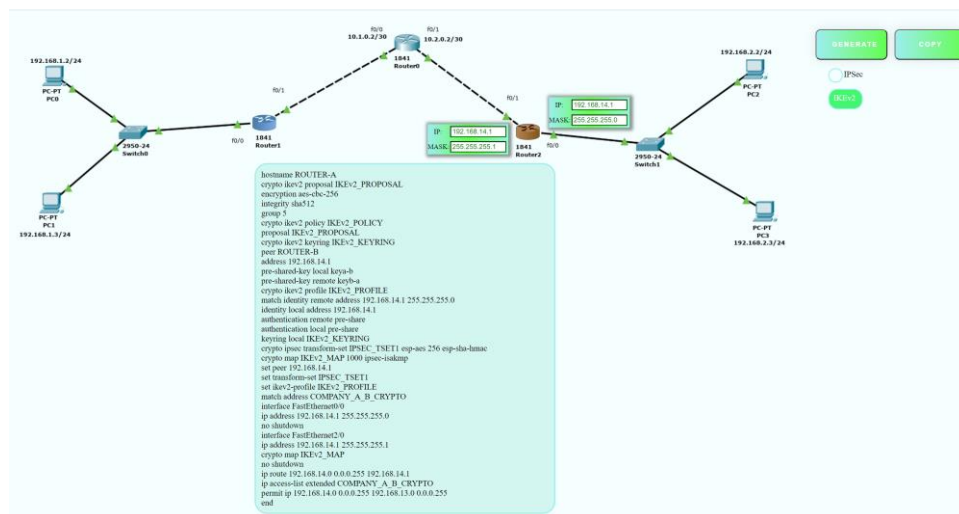 f0/0
f0/1
10.1.0.2/30
10.2.0.2/30
1841
Router0
GENERATE
COPY
IPSec
IKEv2
192.168.1.2/24
PC-PT
PC0
192.168.2.2/24
PC-PT
PC2
f0/1
f0/1
IP:
192.168.14.1
MASK:
255.255.255.0
IP:
192.168.14.1
MASK:
255.255.255.1
2950-24
Switch0
f0/0
1841
Router1
1841
Router2
f0/0
2950-24
Switch1
PC-PT
PC1
192.168.1.3/24
PC-PT
PC3
192.168.2.3/24
hostname ROUTER-A
crypto ikev2 proposal IKEv2_PROPOSAL
encryption aes-cbc-256
integrity sha512
group 5
crypto ikev2 policy IKEv2_POLICY
proposal IKEv2_PROPOSAL
crypto ikev2 keyring IKEv2_KEYRING
peer ROUTER-B
address 192.168.14.1
pre-shared-key local keya-b
pre-shared-key remote keyb-a
crypto ikev2 profile IKEv2_PROFILE
match identity remote address 192.168.14.1 255.255.255.0
identity local address 192.168.14.1
authentication remote pre-share
authentication local pre-share
keyring local IKEv2_KEYRING
crypto ipsec transform-set IPSEC_TSET1 esp-aes 256 esp-sha-hmac
crypto map IKEv2_MAP 1000 ipsec-isakmp
set peer 192.168.14.1
set transform-set IPSEC_TSET1
set ikev2-profile IKEv2_PROFILE
match address COMPANY_A_B_CRYPTO
interface FastEthernet0/0
ip address 192.168.14.1 255.255.255.0
no shutdown
interface FastEthernet2/0
ip address 192.168.14.1 255.255.255.1
crypto map IKEv2_MAP
no shutdown
ip route 192.168.14.0 0.0.0.255 192.168.14.1
ip access-list extended COMPANY_A_B_CRYPTO
permit ip 192.168.14.0 0.0.0.255 192.168.13.0 0.0.0.255
end